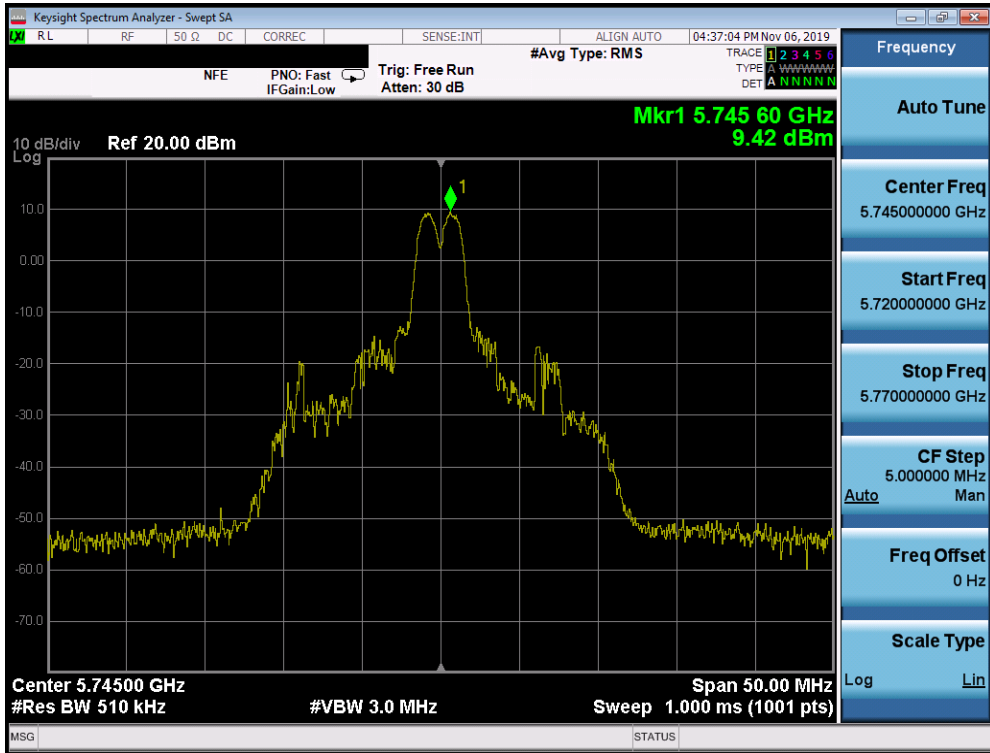 Keysight Spectrum Analyzer - Swept SA
LXI RL RF 50 Ω DC CORREC SENSE:INT ALIGN AUTO 04:37:04 PM Nov 06, 2019
#Avg Type: RMS TRACE 1 2 3 4 5 6
NFE PNO: Fast Trig: Free Run TYPE A WWWWW
IFGain:Low Atten: 30 dB DET A N N N N N
Mkr1 5.745 60 GHz
9.42 dBm
10 dB/div Ref 20.00 dBm
Log
1
10.0
0.00
-10.0
-20.0
-30.0
-40.0
-50.0
-60.0
-70.0
Center 5.74500 GHz Span 50.00 MHz
#Res BW 510 kHz #VBW 3.0 MHz Sweep 1.000 ms (1001 pts)
MSG STATUS
Frequency
Auto Tune
Center Freq
5.745000000 GHz
Start Freq
5.720000000 GHz
Stop Freq
5.770000000 GHz
CF Step
5.000000 MHz
Auto Man
Freq Offset
0 Hz
Scale Type
Log Lin